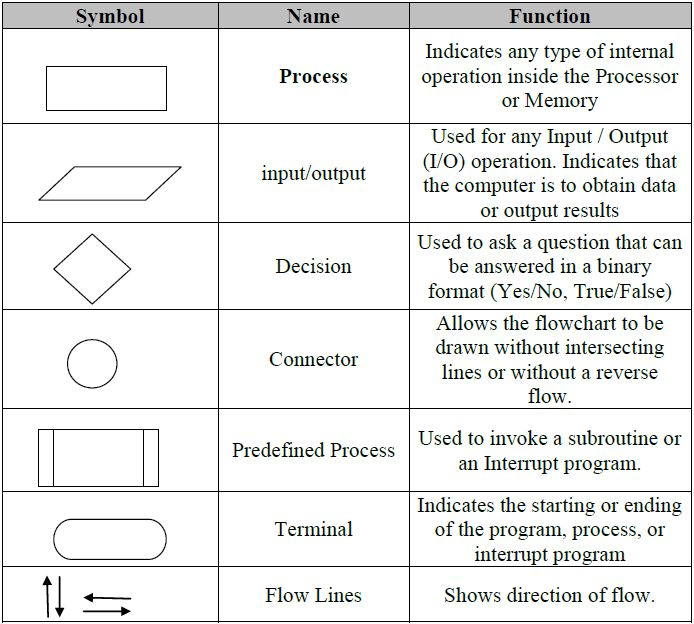 Symbol Name Function
Process
Indicates any type of internal
operation inside the Processor
or Memory
input/output
Used for any Input / Output
(I/O) operation. Indicates that
the computer is to obtain data
or output results
Decision
Used to ask a question that can
be answered in a binary
format (Yes/No, True/False)
Connector
Allows the flowchart to be
drawn without intersecting
lines or without a reverse
flow.
Predefined Process
Used to invoke a subroutine or
an Interrupt program.
Terminal
Indicates the starting or ending
of the program, process, or
interrupt program
Flow Lines
Shows direction of flow.